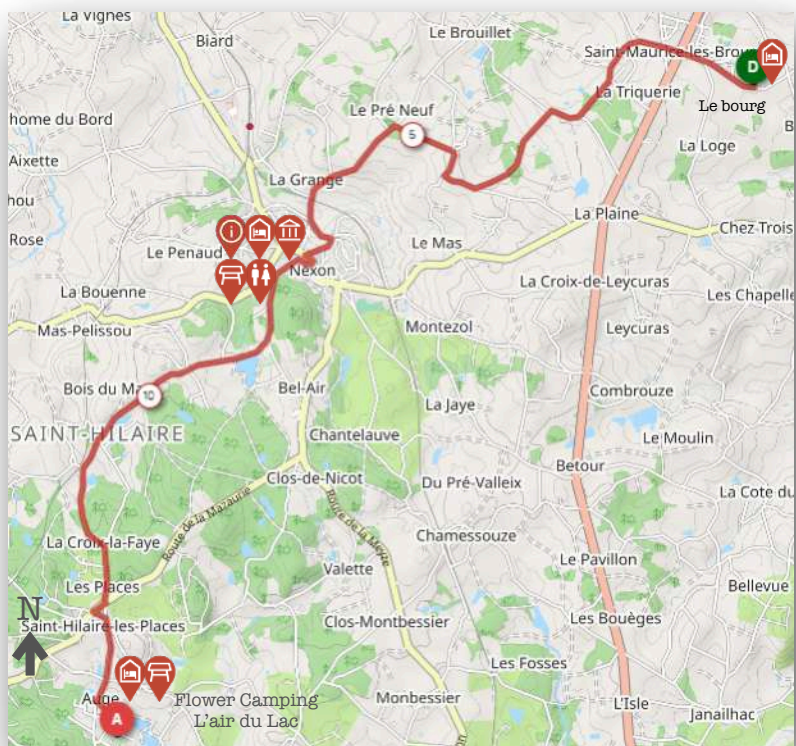 La Vignes
Biard
Le Brouillet
Saint-Maurice-les-Brou
D
La Triquerie
Le bourg
home du Bord
Le Pré Neuf
5
La Loge
B
Aixette
hou
La Grange
Rose
La Plaine
Chez Trois
i
Le Penaud
Le Mas
Nexon
La Croix-de-Leycuras
La Bouenne
Les Chapelle
Mas-Pelissou
Montezol
Leycuras
Bois du Ma
10
Bel-Air
Combrouze
La Jaye
SAINT-HILAIRE
Chantelauve
Le Moulin
Betour
Clos-de-Nicot
Du Pré-Valleix
La Cote du
Route de la Mazaurie
Route de la Meyze
Chamessouze
La Croix-la-Faye
Le Pavillon
Valette
Les Places
Bellevue
N
Saint-Hilaire-les-Places
Clos-Montbessier
Les Bouèges
Les Fosses
Auge
Flower Camping
L'air du Lac
Monbessier
L'Isle
Janailhac
A
on